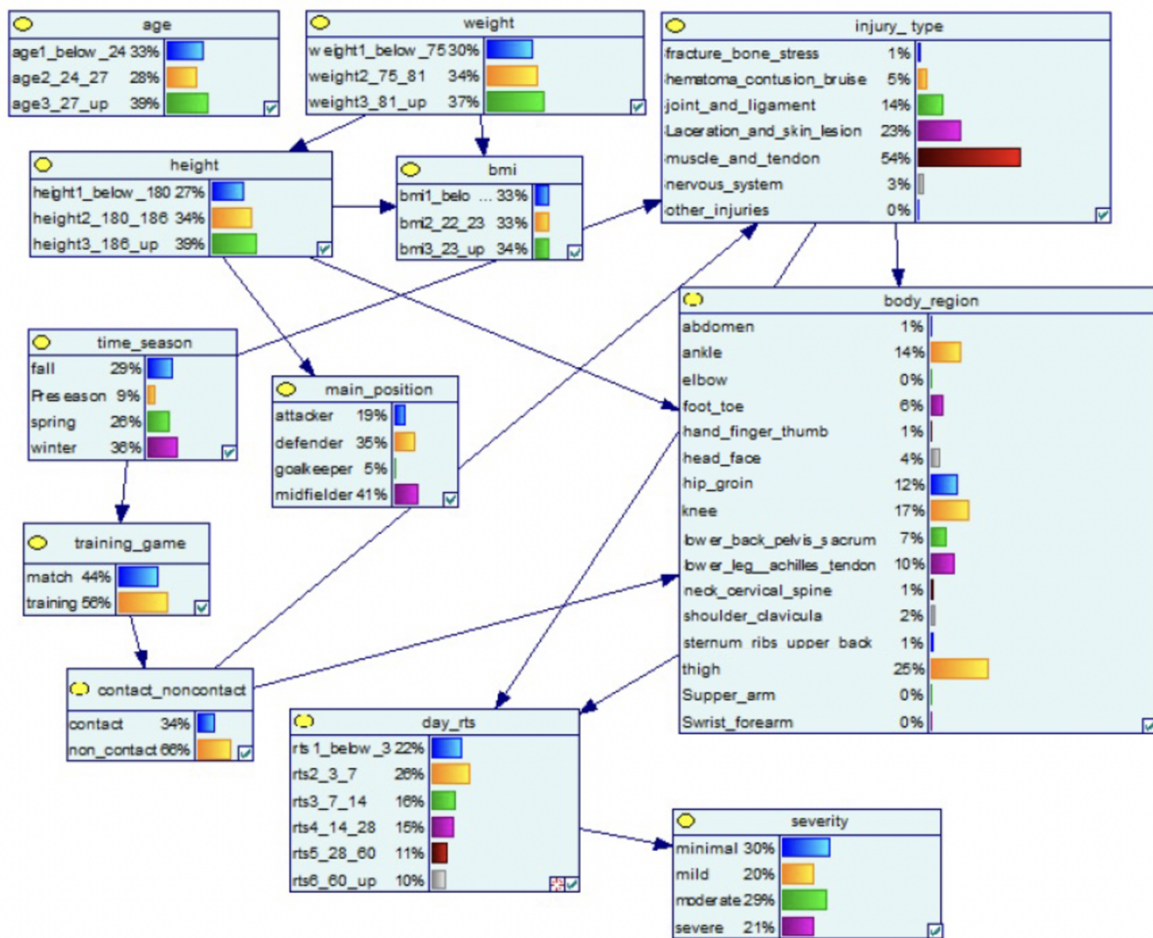 age
age1_below_24 33%
age2_24_27 28%
age3_27_up 39%
weight
weight1_below_75 30%
weight2_75_81 34%
weight3_81_up 37%
injury_ type
fracture_bone_stress 1%
hematoma_contusion_bruise 5%
joint_and_ligament 14%
Laceration_and_skin_lesion 23%
muscle_and_tendon 54%
nervous_system 3%
other_injuries 0%
height
height1_below_180 27%
height2_180_186 34%
height3_186_up 39%
bmi
bmi1_belo ... 33%
bmi2_22_23 33%
bmi3_23_up 34%
body_region
abdomen 1%
ankle 14%
elbow 0%
foot_toe 6%
hand_finger_thumb 1%
head_face 4%
hip_groin 12%
knee 17%
lower_back_pelvis_sacrum 7%
lower_leg__achilles_tendon 10%
neck_cervical_spine 1%
shoulder_clavicula 2%
sternum_ribs_upper_back 1%
thigh 25%
Supper_arm 0%
Swrist_forearm 0%
time_season
fall 29%
Preseason 9%
spring 26%
winter 36%
main_position
attacker 19%
defender 35%
goalkeeper 5%
midfielder 41%
training_game
match 44%
training 56%
contact_noncontact
contact 34%
non_contact 66%
day_rts
rts1_below_3 22%
rts2_3_7 26%
rts3_7_14 16%
rts4_14_28 15%
rts5_28_60 11%
rts6_60_up 10%
severity
minimal 30%
mild 20%
moderate 29%
severe 21%